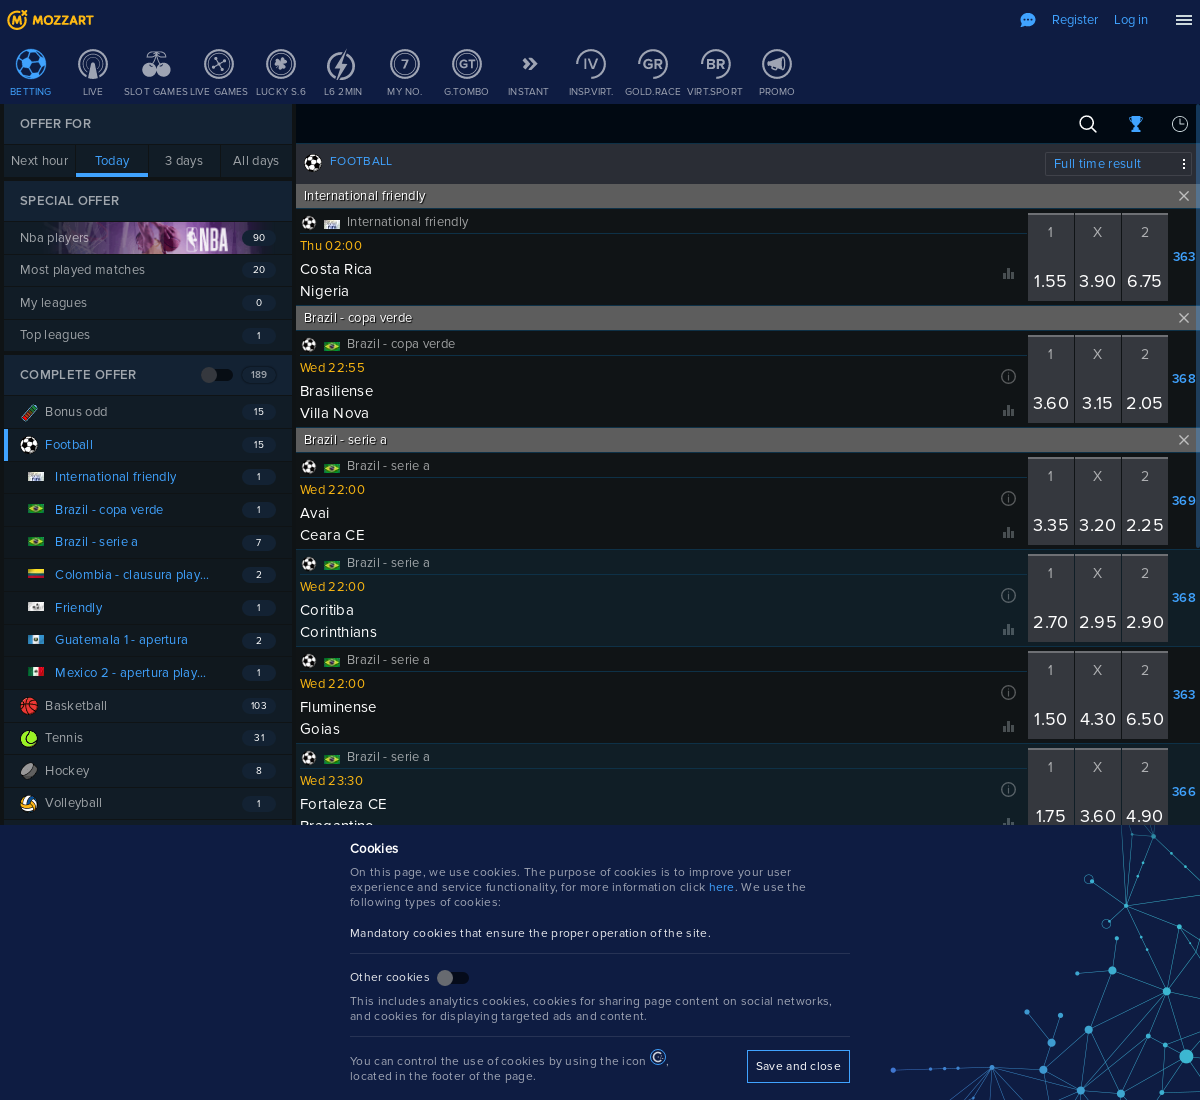 MOZZART
Register
Log in
BETTING
LIVE
SLOT GAMES
LIVE GAMES
LUCKY S.6
L6 2MIN
MY NO.
G.TOMBO
INSTANT
INSP.VIRT.
GOLD.RACE
VIRT.SPORT
PROMO
7
GT
IV
GR
BR
OFFER FOR
Next hour
Today
3 days
All days
SPECIAL OFFER
Nba players
NBA
90
Most played matches
20
My leagues
0
Top leagues
1
COMPLETE OFFER
189
Bonus odd
15
Football
15
International friendly
1
Brazil - copa verde
1
Brazil - serie a
7
Colombia - clausura play...
2
Friendly
1
Guatemala 1 - apertura
2
Mexico 2 - apertura play...
1
Basketball
103
Tennis
31
Hockey
8
Volleyball
1
FOOTBALL
Full time result
International friendly
International friendly
Thu 02:00
Costa Rica
Nigeria
1 X 2
1.55 3.90 6.75
363
Brazil - copa verde
Brazil - copa verde
Wed 22:55
Brasiliense
Villa Nova
1 X 2
3.60 3.15 2.05
368
Brazil - serie a
Brazil - serie a
Wed 22:00
Avai
Ceara CE
1 X 2
3.35 3.20 2.25
369
Brazil - serie a
Wed 22:00
Coritiba
Corinthians
1 X 2
2.70 2.95 2.90
368
Brazil - serie a
Wed 22:00
Fluminense
Goias
1 X 2
1.50 4.30 6.50
363
Brazil - serie a
Wed 23:30
Fortaleza CE
Bragantino
1 X 2
1.75 3.60 4.90
366
Cookies
On this page, we use cookies. The purpose of cookies is to improve your user
experience and service functionality, for more information click here. We use the
following types of cookies:
Mandatory cookies that ensure the proper operation of the site.
Other cookies
This includes analytics cookies, cookies for sharing page content on social networks,
and cookies for displaying targeted ads and content.
You can control the use of cookies by using the icon ,
located in the footer of the page.
Save and close